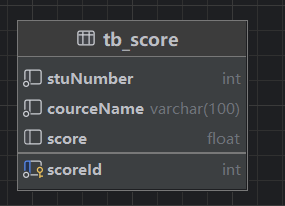 tb_score
stuNumber int
courceName varchar(100)
score float
scoreId int